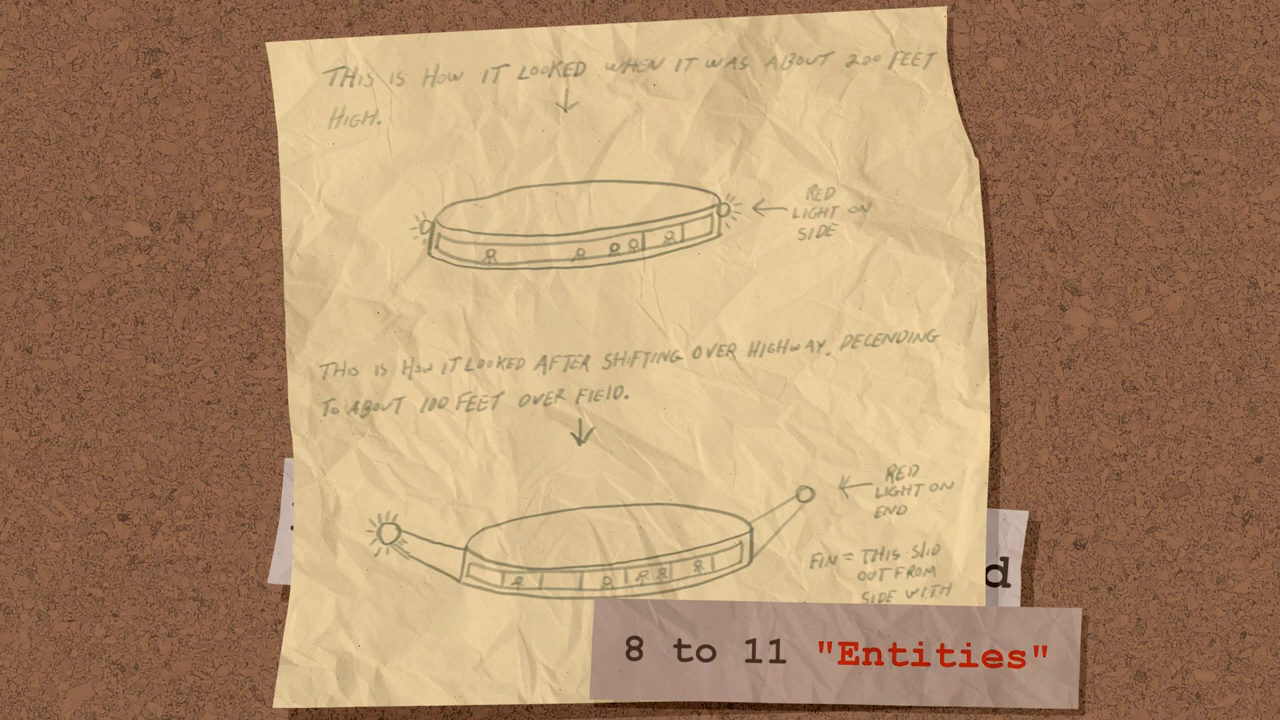 THIS IS HOW IT LOOKED WHEN IT WAS ABOUT 200 FEET
HIGH.
RED
LIGHT ON
SIDE
THIS IS HOW IT LOOKED AFTER SHIFTING OVER HIGHWAY. DECENDING
TO ABOUT 100 FEET OVER FIELD.
RED
LIGHT ON
END
FIN = THIS SLID
OUT FROM
SIDE WITH
d
8 to 11 "Entities"